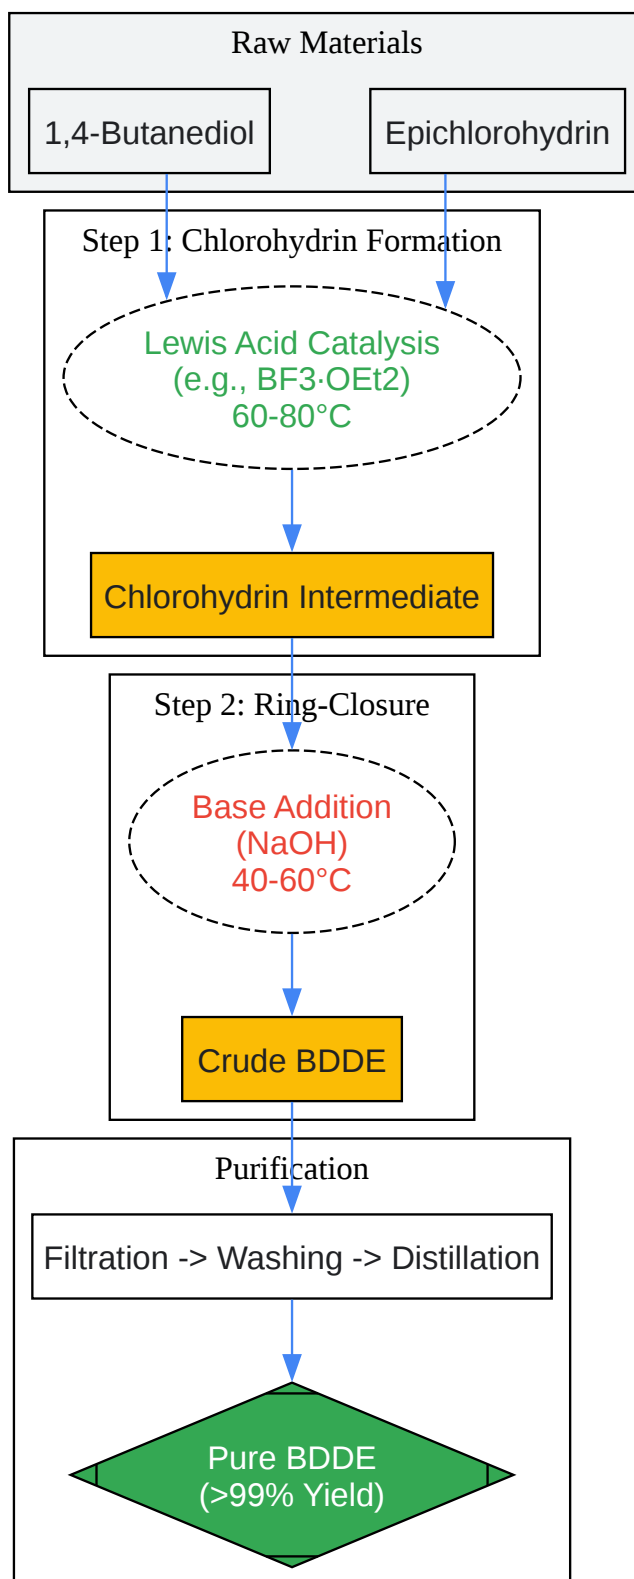 Raw Materials
1,4-Butanediol
Epichlorohydrin
Step 1: Chlorohydrin Formation
Lewis Acid Catalysis
(e.g., BF3·OEt2)
60-80°C
Chlorohydrin Intermediate
Step 2: Ring-Closure
Base Addition
(NaOH)
40-60°C
Crude BDDE
Purification
Filtration -> Washing -> Distillation
Pure BDDE
(>99% Yield)